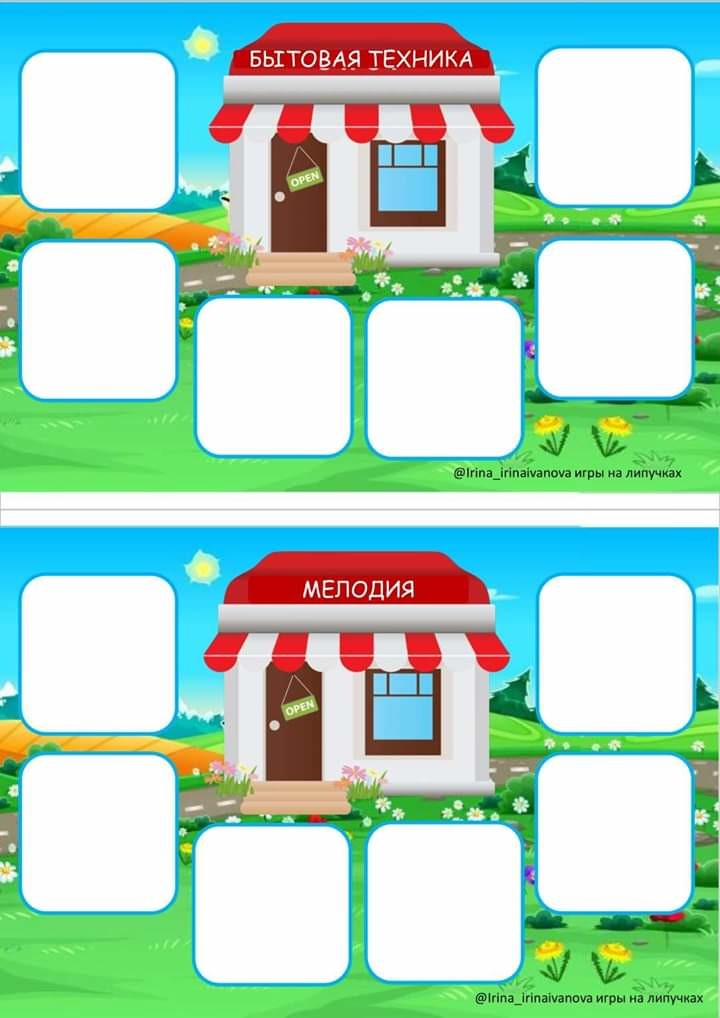 БЫТОВАЯ ТЕХНИКА
OPEN
@Irina_irinaivanova игры на липучках
МЕЛОДИЯ
OPEN
@Irina_irinaivanova игры на липучках